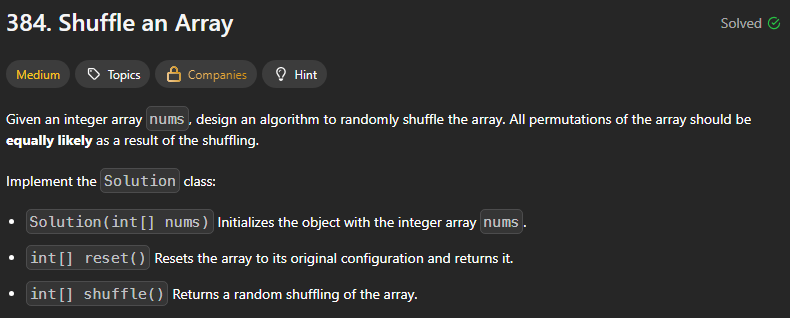 384. Shuffle an Array
Solved
Medium Topics Companies Hint
Given an integer array nums, design an algorithm to randomly shuffle the array. All permutations of the array should be
equally likely as a result of the shuffling.
Implement the Solution class:
• Solution(int[] nums) Initializes the object with the integer array nums.
• int[] reset() Resets the array to its original configuration and returns it.
• int[] shuffle() Returns a random shuffling of the array.